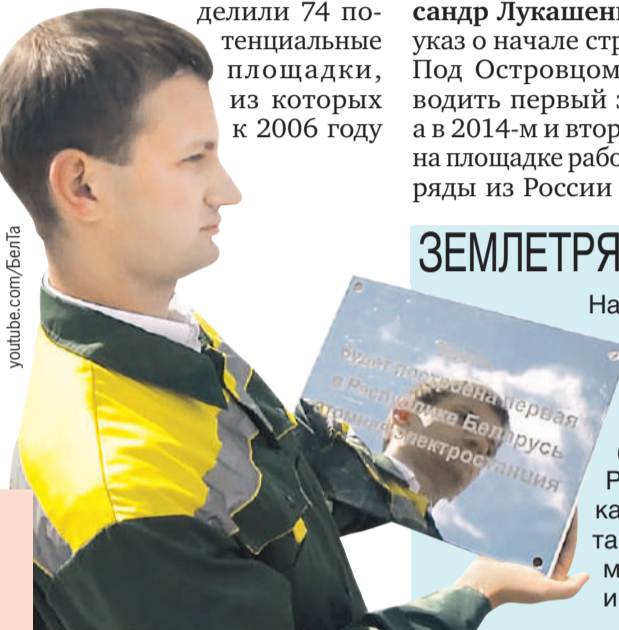 делили 74 по-
тенциальные
площадки,
из которых
к 2006 году
сандр Лукашен
указ о начале стр
Под Островцом
водить первый
а в 2014-м и втор
на площадке рабо
ряды из России
youtube.com/БелТа
ЗЕМЛЕТРЯ
На
будет построена первая
в Республике Беларусь
атомная электростанция
Р
ка
та
м
и